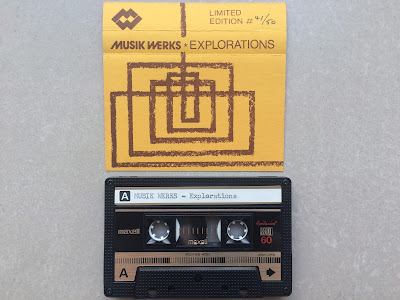 LIMITED
EDITION # 41/50
MUSIK WERKS * EXPLORATIONS
A MUSIK WERKS - Explorations
maxell
maxell
60
A